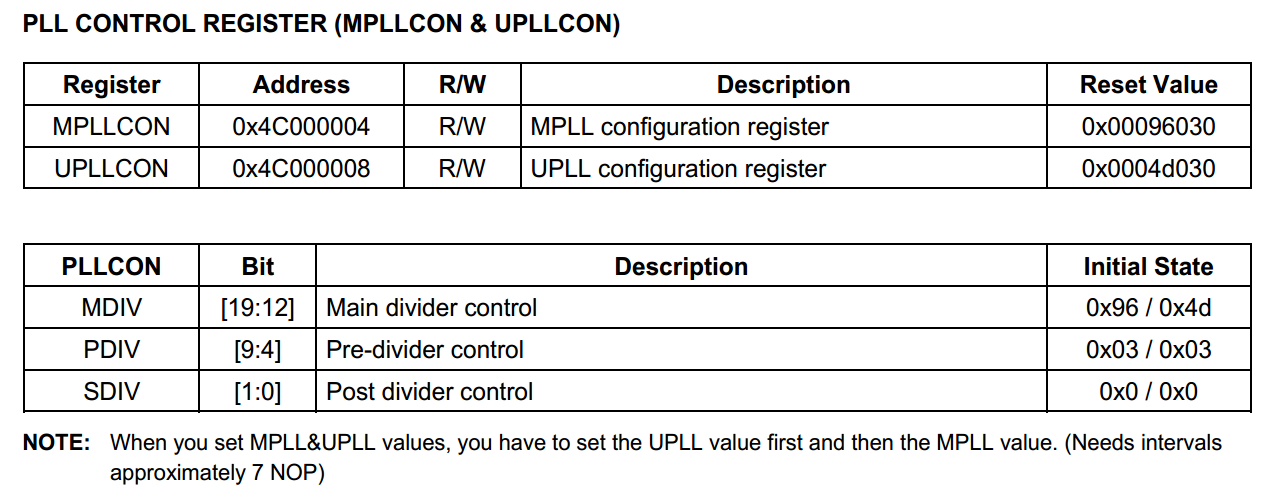 PLL CONTROL REGISTER (MPLLCON & UPLLCON)
Register Address R/W Description Reset Value
MPLLCON 0x4C000004 R/W MPLL configuration register 0x00096030
UPLLCON 0x4C000008 R/W UPLL configuration register 0x0004d030
PLLCON Bit Description Initial State
MDIV [19:12] Main divider control 0x96 / 0x4d
PDIV [9:4] Pre-divider control 0x03 / 0x03
SDIV [1:0] Post divider control 0x0 / 0x0
NOTE: When you set MPLL&UPLL values, you have to set the UPLL value first and then the MPLL value. (Needs intervals
approximately 7 NOP)